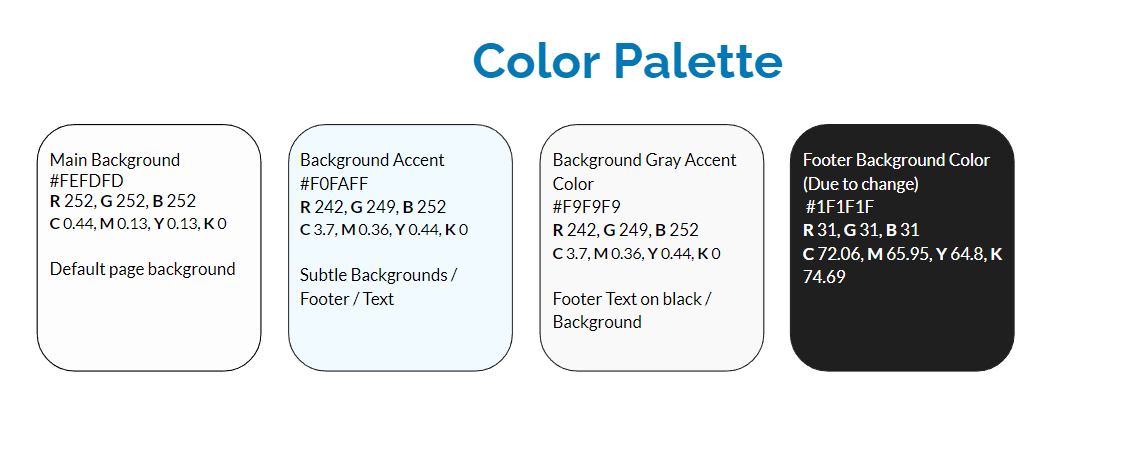 Color Palette
Main Background
#FEFDFD
R 252, G 252, B 252
C 0.44, M 0.13, Y 0.13, K 0
Default page background
Background Accent
#F0FAFF
R 242, G 249, B 252
C 3.7, M 0.36, Y 0.44, K 0
Subtle Backgrounds /
Footer / Text
Background Gray Accent
Color
#F9F9F9
R 242, G 249, B 252
C 3.7, M 0.36, Y 0.44, K 0
Footer Text on black /
Background
Footer Background Color
(Due to change)
#1F1F1F
R 31, G 31, B 31
C 72.06, M 65.95, Y 64.8, K
74.69